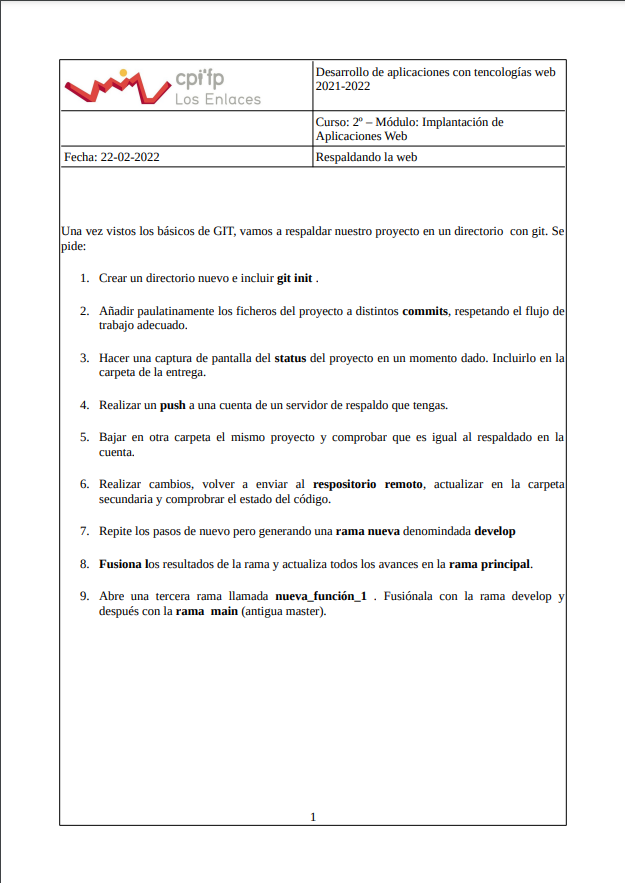 cpifp
Los Enlaces
Desarrollo de aplicaciones con tencologías web
2021-2022
Curso: 2º – Módulo: Implantación de
Aplicaciones Web
Fecha: 22-02-2022
Respaldando la web
Una vez vistos los básicos de GIT, vamos a respaldar nuestro proyecto en un directorio con git. Se
pide:
1. Crear un directorio nuevo e incluir git init .
2. Añadir paulatinamente los ficheros del proyecto a distintos commits, respetando el flujo de
trabajo adecuado.
3. Hacer una captura de pantalla del status del proyecto en un momento dado. Incluirlo en la
carpeta de la entrega.
4. Realizar un push a una cuenta de un servidor de respaldo que tengas.
5. Bajar en otra carpeta el mismo proyecto y comprobar que es igual al respaldado en la
cuenta.
6. Realizar cambios, volver a enviar al respositorio remoto, actualizar en la carpeta
secundaria y comprobar el estado del código.
7. Repite los pasos de nuevo pero generando una rama nueva denomindada develop
8. Fusiona los resultados de la rama y actualiza todos los avances en la rama principal.
9. Abre una tercera rama llamada nueva_función_1 . Fusiónala con la rama develop y
después con la rama main (antigua master).
1